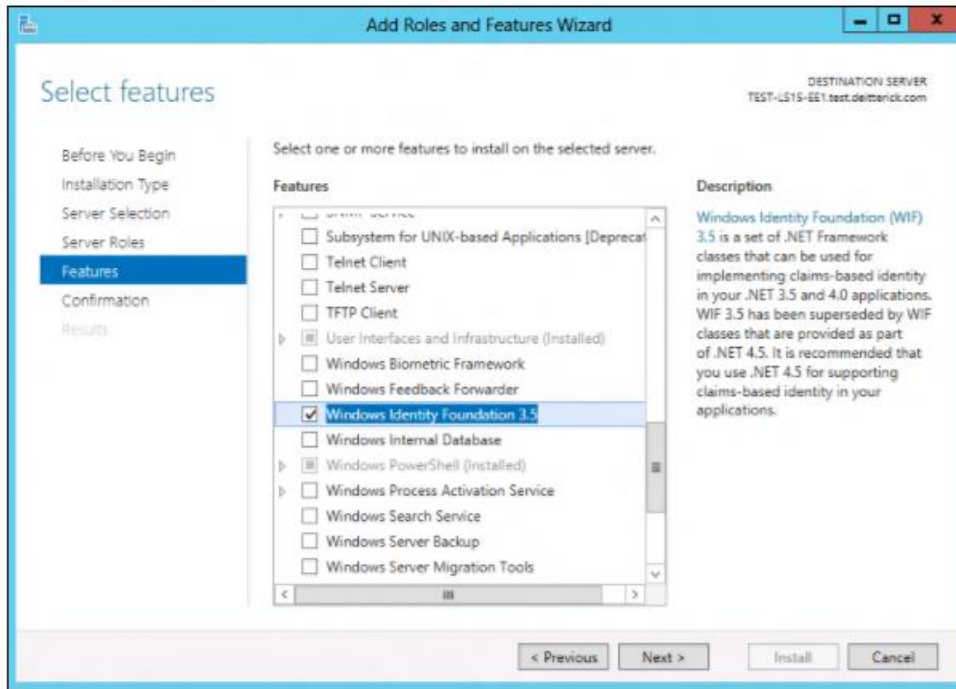 Add Roles and Features Wizard
Select features
DESTINATION SERVER
TEST-LS15-EE1.test.deitterick.com
Before You Begin
Installation Type
Server Selection
Server Roles
Features
Confirmation
Results
Select one or more features to install on the selected server.
Features
Subsystem for UNIX-based Applications [Deprecat
Telnet Client
Telnet Server
TFTP Client
User Interfaces and Infrastructure (Installed)
Windows Biometric Framework
Windows Feedback Forwarder
Windows Identity Foundation 3.5
Windows Internal Database
Windows PowerShell (Installed)
Windows Process Activation Service
Windows Search Service
Windows Server Backup
Windows Server Migration Tools
Description
Windows Identity Foundation (WIF)
3.5 is a set of .NET Framework
classes that can be used for
implementing claims-based identity
in your .NET 3.5 and 4.0 applications.
WIF 3.5 has been superseded by WIF
classes that are provided as part
of .NET 4.5. It is recommended that
you use .NET 4.5 for supporting
claims-based identity in your
applications.
< Previous
Next >
Install
Cancel